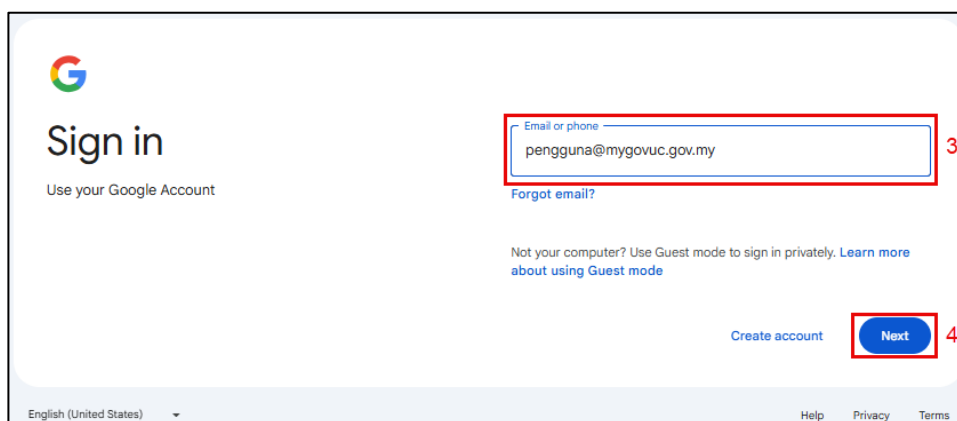 Sign in
Use your Google Account
Email or phone
pengguna@mygovuc.gov.my
3
Forgot email?
Not your computer? Use Guest mode to sign in privately. Learn more
about using Guest mode
Create account
Next
4
English (United States)
Help
Privacy
Terms